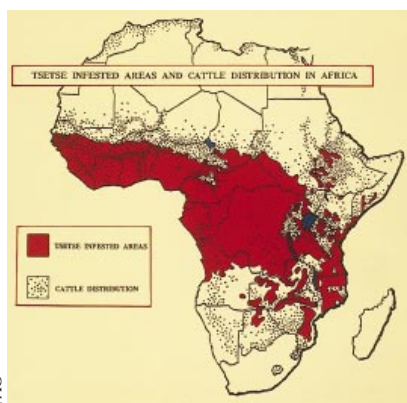 TSETSE INFESTED AREAS AND CATTLE DISTRIBUTION IN AFRICA
TSETSE INFESTED AREAS
CATTLE DISTRIBUTION